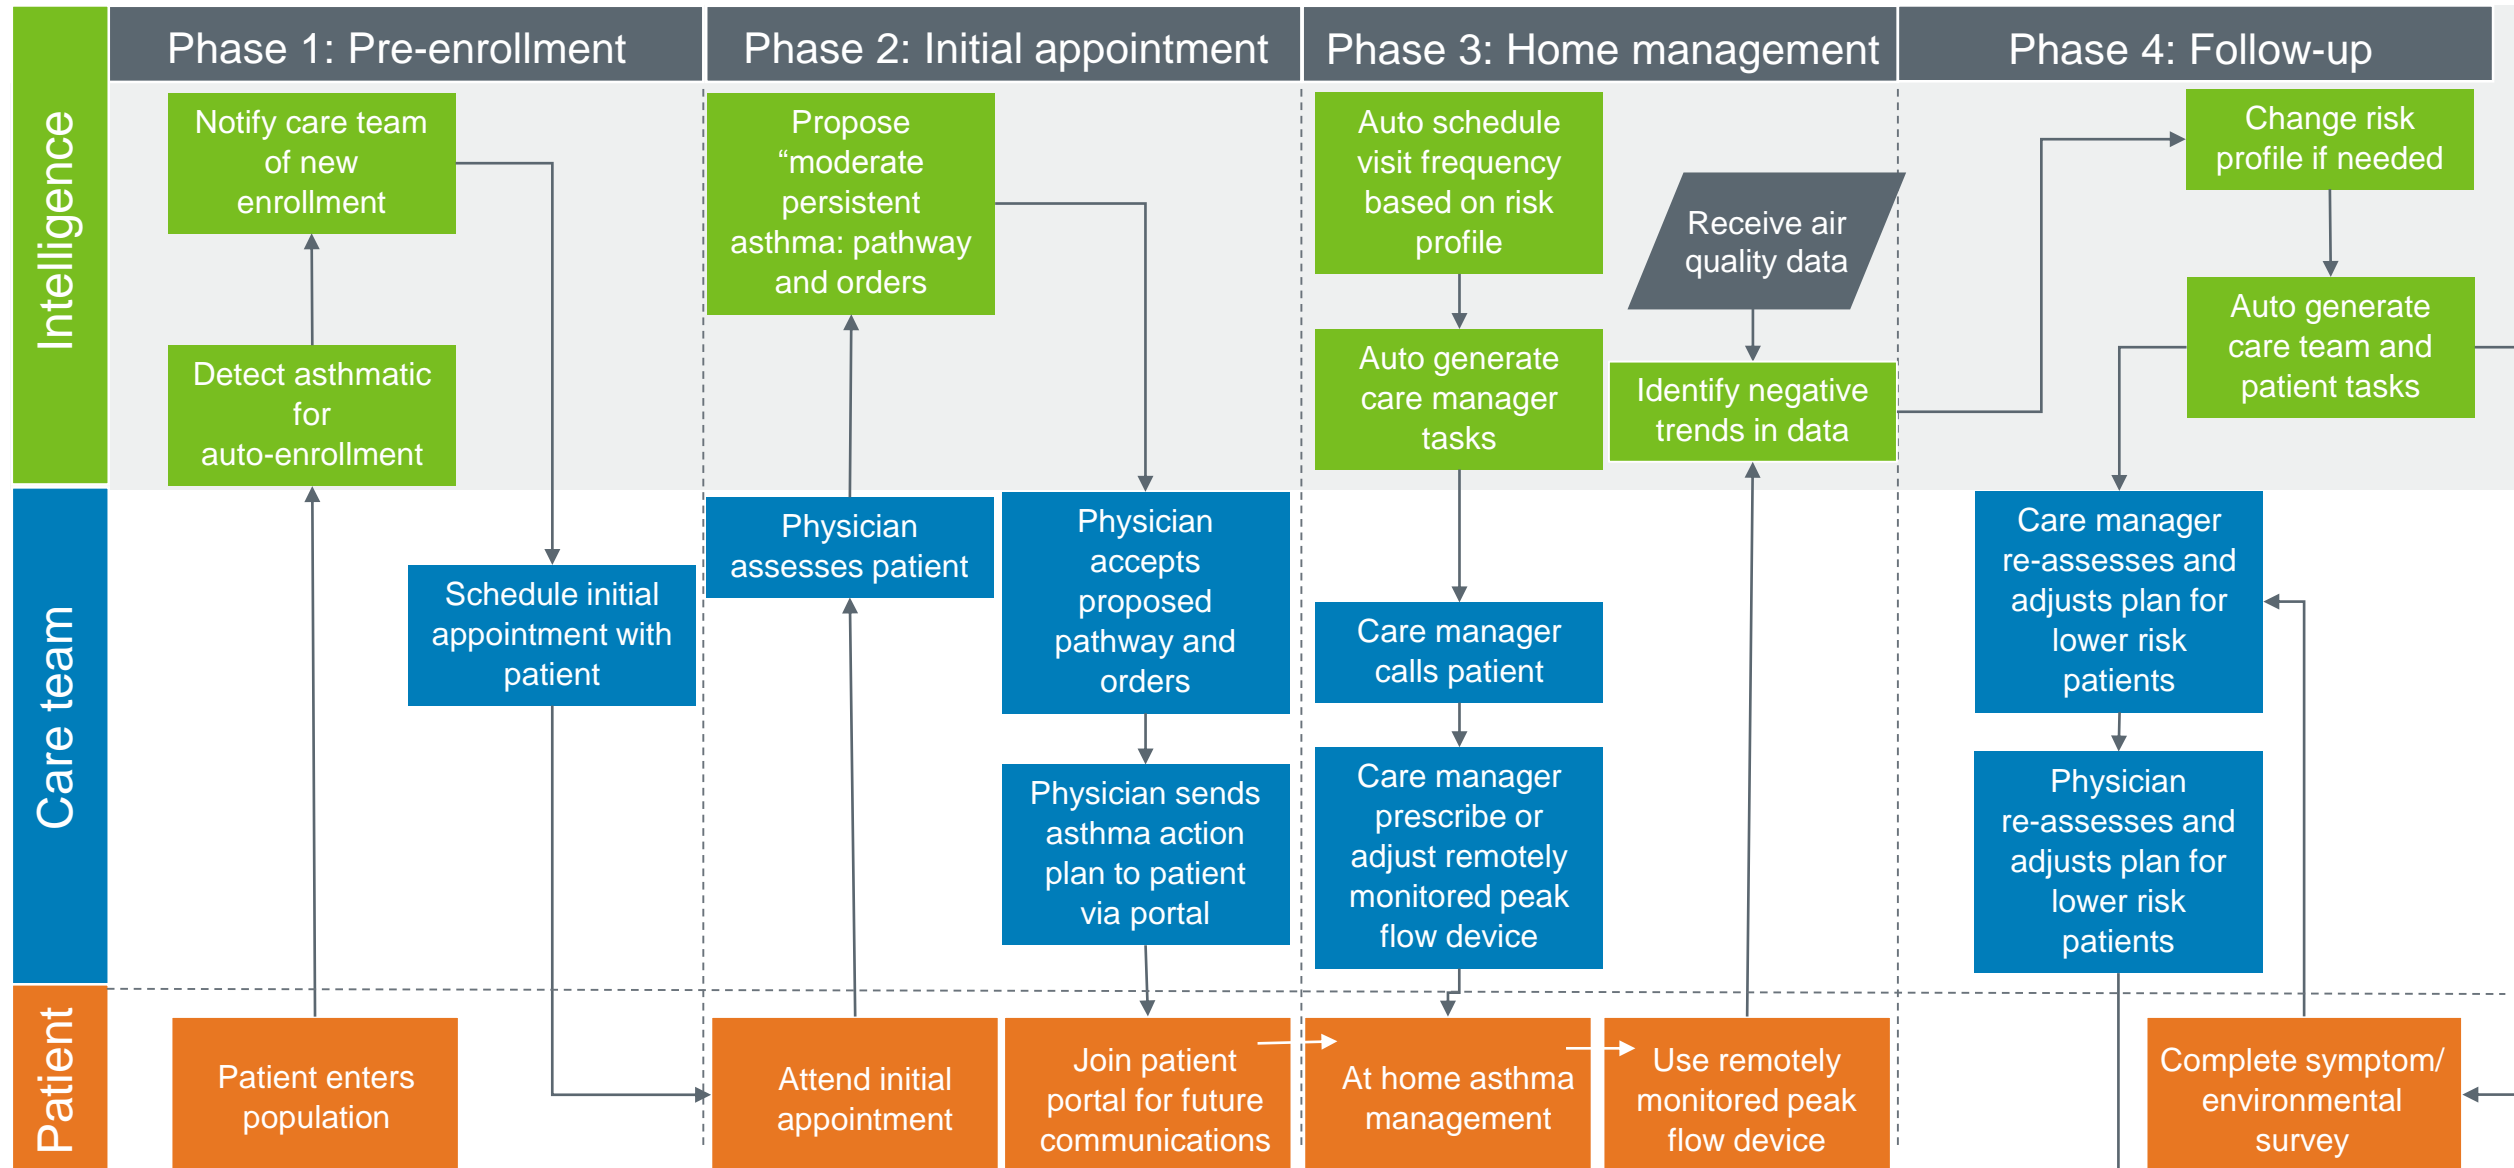 Phase 1: Pre-enrollment
Phase 2: Initial appointment
Phase 3: Home management
Phase 4: Follow-up
Intelligence
Notify care team
of new
enrollment
Detect asthmatic
for
auto-enrollment
Propose
“moderate
persistent
asthma: pathway
and orders
Auto schedule
visit frequency
based on risk
profile
Receive air
quality data
Auto generate
care manager
tasks
Identify negative
trends in data
Change risk
profile if needed
Auto generate
care team and
patient tasks
Care team
Schedule initial
appointment with
patient
Physician
assesses patient
Physician
accepts
proposed
pathway and
orders
Physician sends
asthma action
plan to patient
via portal
Care manager
calls patient
Care manager
prescribe or
adjust remotely
monitored peak
flow device
Care manager
re-assesses and
adjusts plan for
lower risk
patients
Physician
re-assesses and
adjusts plan for
lower risk
patients
Patient
Patient enters
population
Attend initial
appointment
Join patient
portal for future
communications
At home asthma
management
Use remotely
monitored peak
flow device
Complete symptom/
environmental
survey